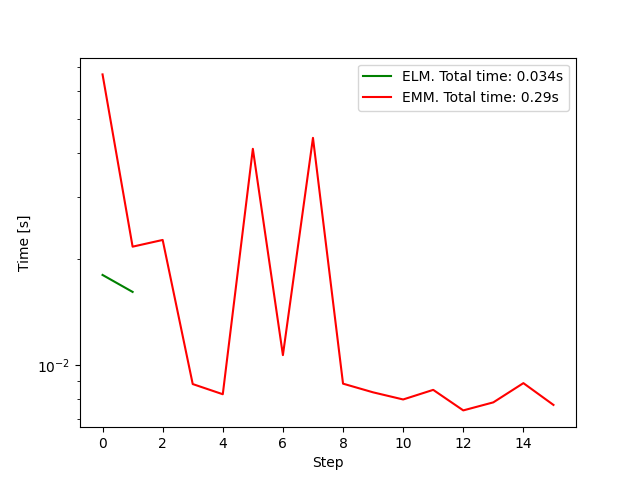 ELM. Total time: 0.034s
EMM. Total time: 0.29s
Time [s]
10⁻²
0 2 4 6 8 10 12 14
Step